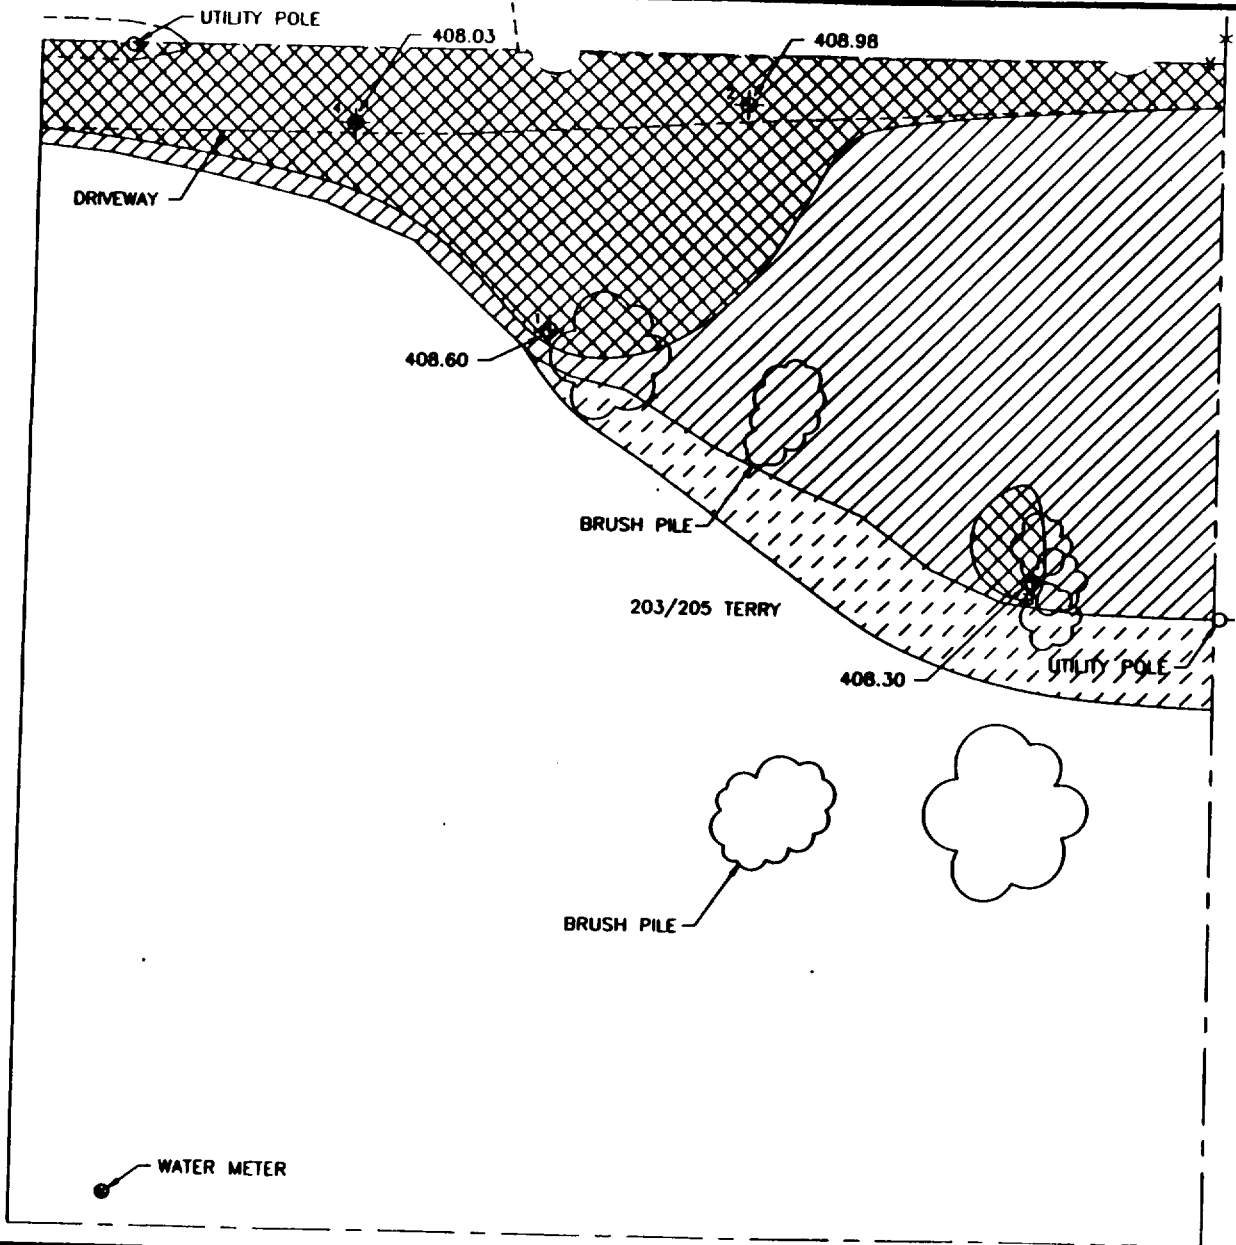 UTILITY POLE
408.03
408.98
DRIVEWAY
408.60
BRUSH PILE
203/205 TERRY
408.30
UTILITY POLE
BRUSH PILE
WATER METER